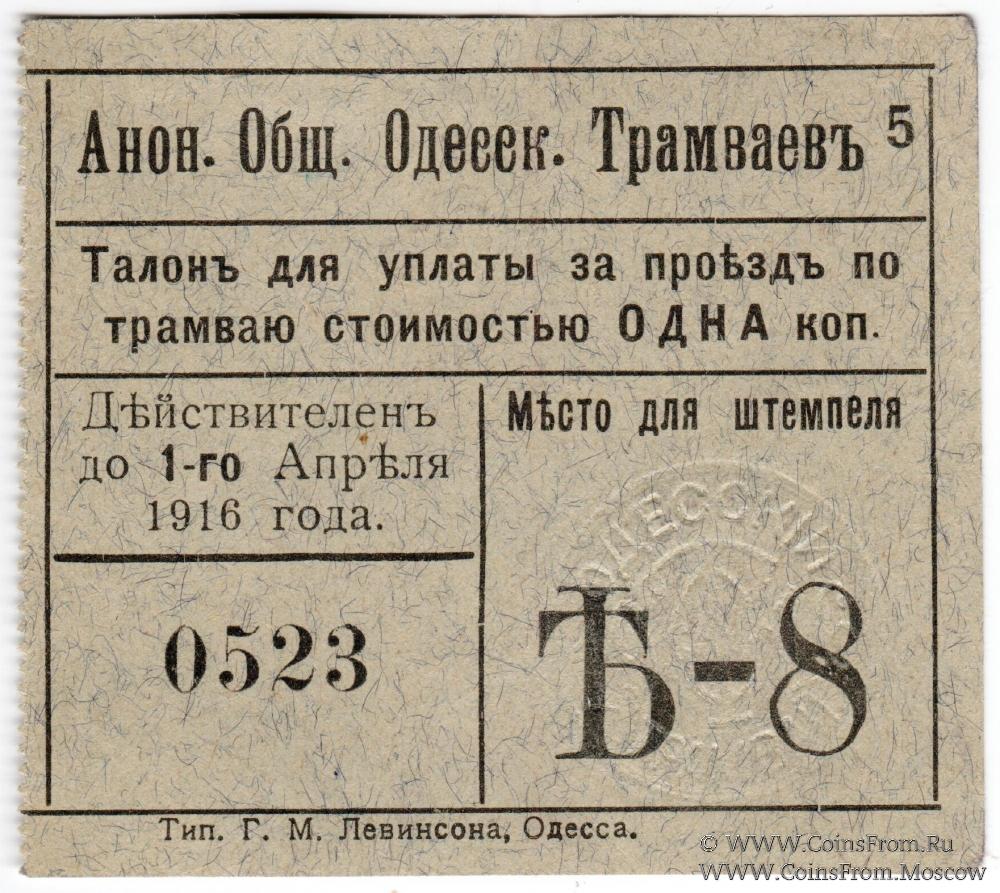 Анон. Общ. Одесск. Трамваевъ 5
Талонъ для уплаты за проѣздъ по
трамваю стоимостью ОДНА коп.
Дѣйствителенъ
до 1-го Апрѣля
1916 года.
Мѣсто для штемпеля
0523
Ѣ-8
Тип. Г. М. Левинсона, Одесса.
© WWW.CoinsFrom.Ru
WWW.CoinsFrom.Moscow